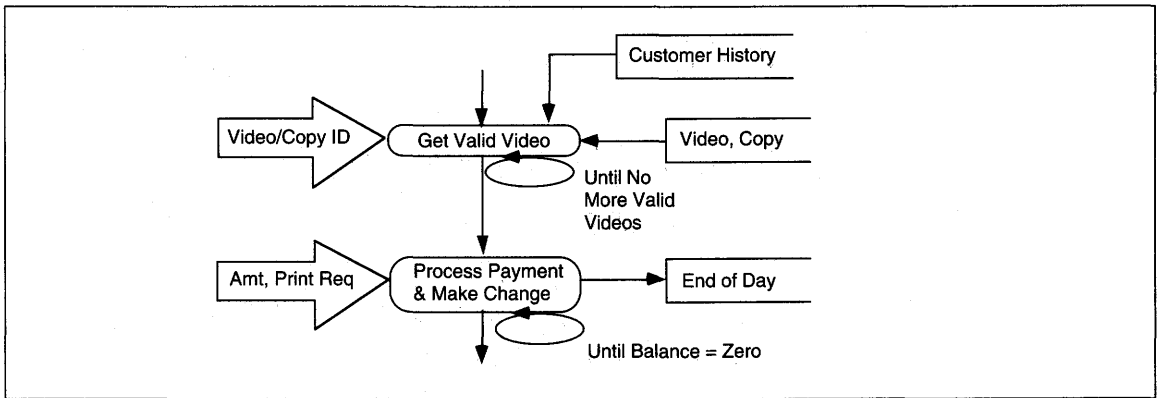 Customer History
Video/Copy ID
Get Valid Video
Video, Copy
Until No
More Valid
Videos
Amt, Print Req
Process Payment
& Make Change
End of Day
Until Balance = Zero